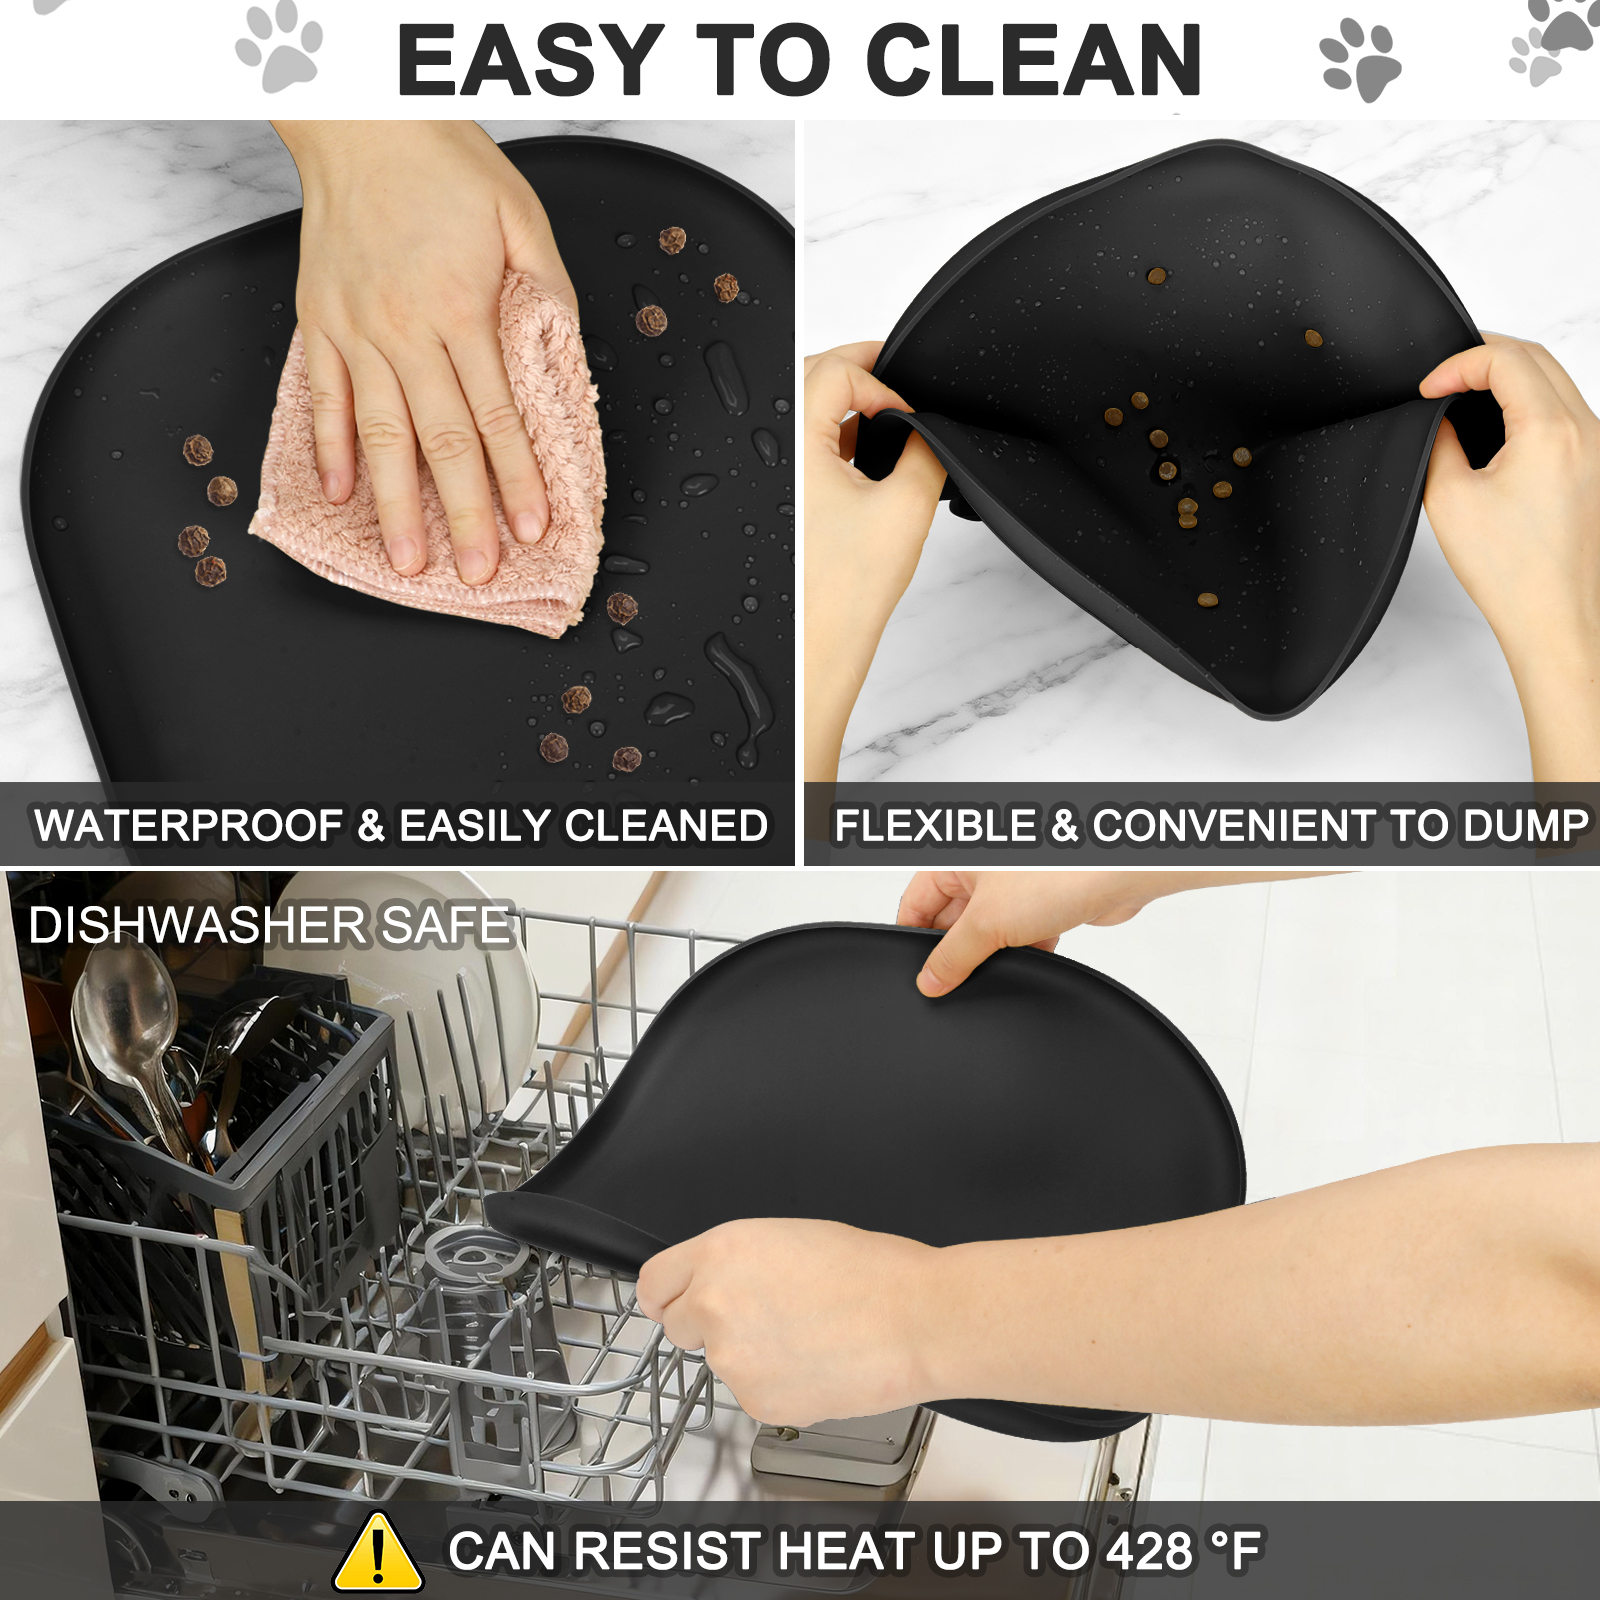 EASY TO CLEAN
WATERPROOF & EASILY CLEANED
FLEXIBLE & CONVENIENT TO DUMP
DISHWASHER SAFE
CAN RESIST HEAT UP TO 428 °F